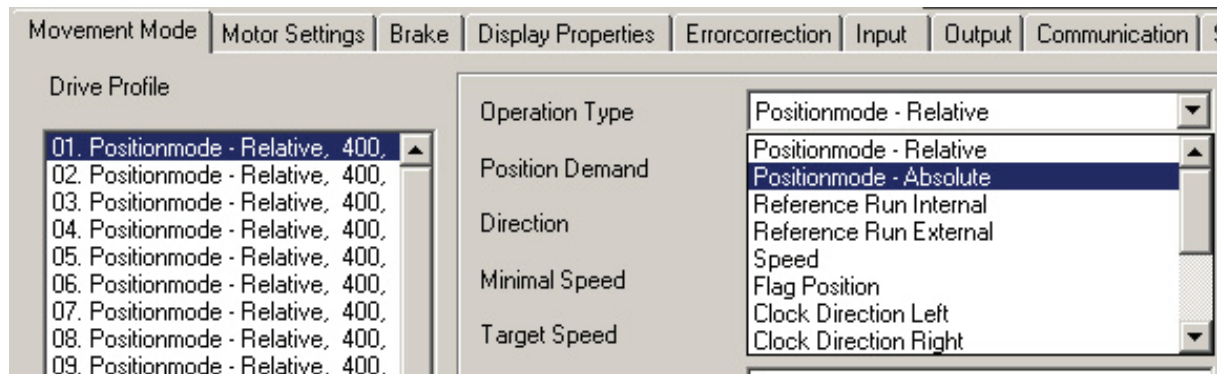 Movement Mode
Motor Settings
Brake
Display Properties
Errorcorrection
Input
Output
Communication
Drive Profile
01. Positionmode - Relative, 400,
02. Positionmode - Relative, 400,
03. Positionmode - Relative, 400,
04. Positionmode - Relative, 400,
05. Positionmode - Relative, 400,
06. Positionmode - Relative, 400,
07. Positionmode - Relative, 400,
08. Positionmode - Relative, 400,
09. Positionmode - Relative, 400,
Operation Type
Positionmode - Relative
Position Demand
Direction
Minimal Speed
Target Speed
Positionmode - Relative
Positionmode - Absolute
Reference Run Internal
Reference Run External
Speed
Flag Position
Clock Direction Left
Clock Direction Right